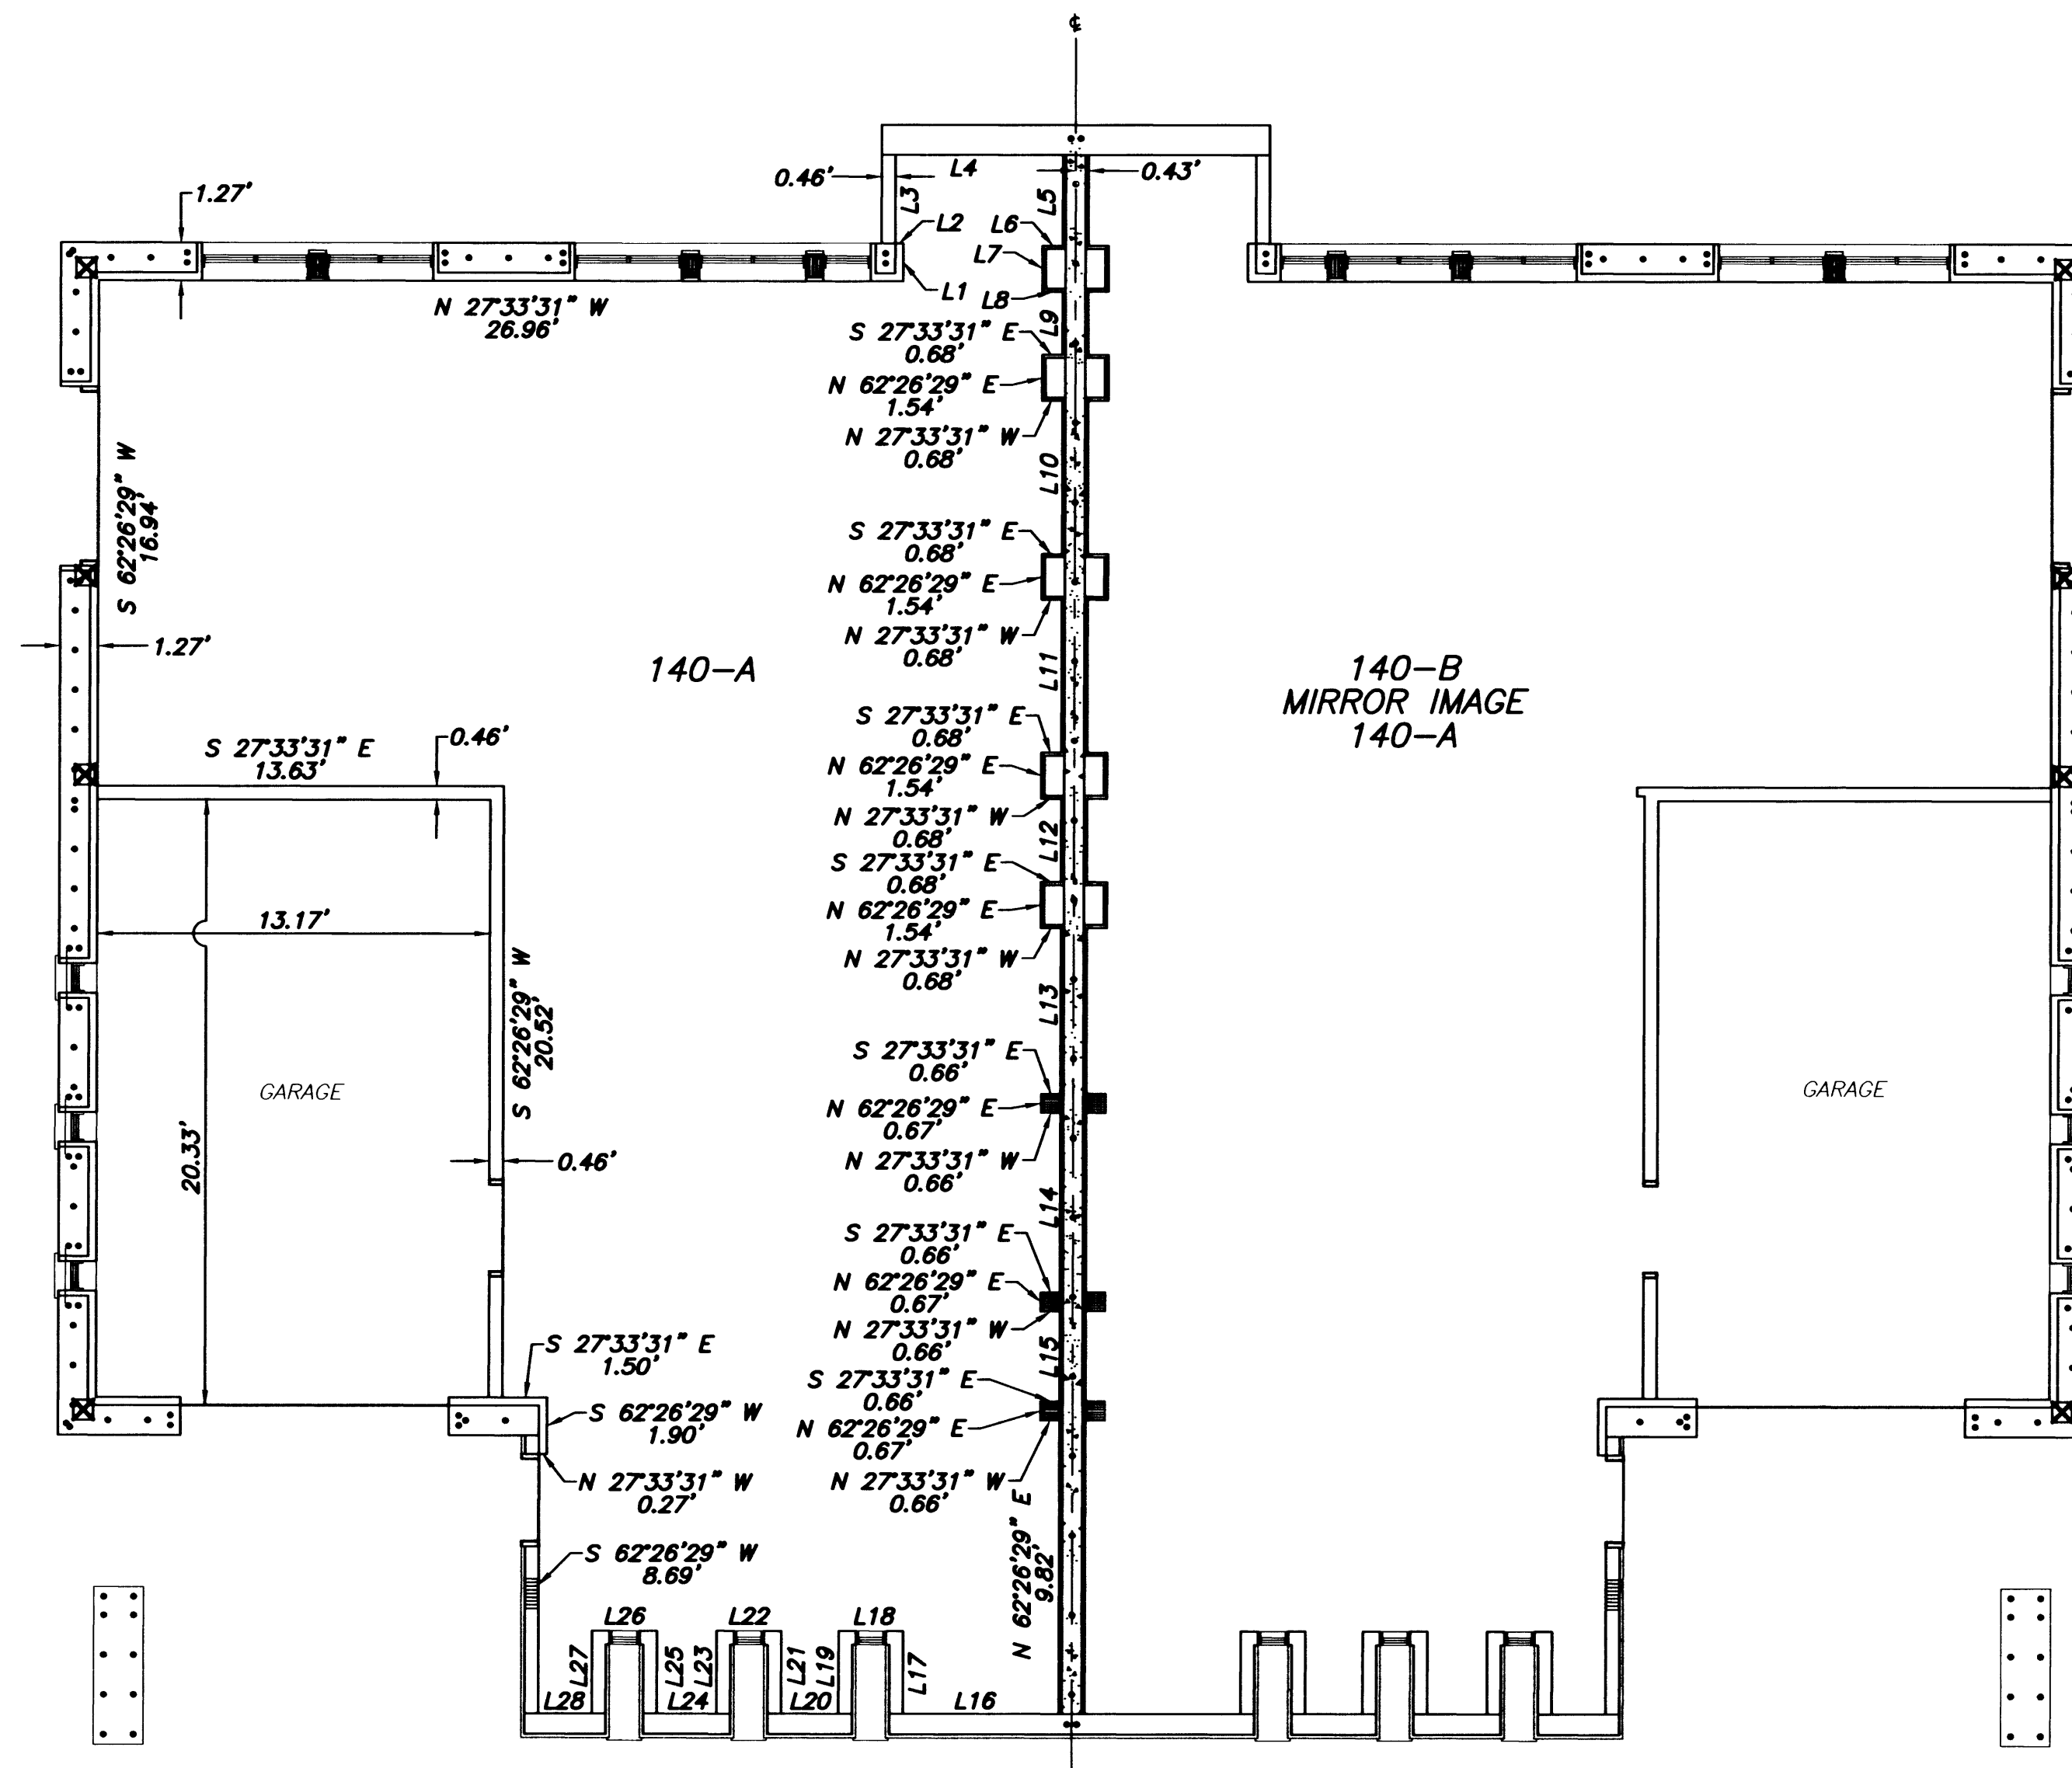 ℄
0.46'
L4
0.43'
1.27'
L3
L5
L2
L6
L7
L1
L8
N 27°33'31" W
26.96'
L9
S 27°33'31" E
0.68'
N 62°26'29" E
1.54'
N 27°33'31" W
0.68'
S 62°26'29" W
16.94'
L10
S 27°33'31" E
0.68'
N 62°26'29" E
1.54'
N 27°33'31" W
0.68'
1.27'
140-A
L11
140-B
MIRROR IMAGE
140-A
S 27°33'31" E
13.63'
0.46'
S 27°33'31" E
0.68'
N 62°26'29" E
1.54'
N 27°33'31" W
0.68'
L12
S 27°33'31" E
0.68'
N 62°26'29" E
1.54'
N 27°33'31" W
0.68'
13.17'
S 62°26'29" W
20.52'
L13
S 27°33'31" E
0.66'
N 62°26'29" E
0.67'
N 27°33'31" W
0.66'
GARAGE
GARAGE
20.33'
0.46'
L14
S 27°33'31" E
0.66'
N 62°26'29" E
0.67'
N 27°33'31" W
0.66'
L15
S 27°33'31" E
1.50'
S 27°33'31" E
0.66'
S 62°26'29" W
1.90'
N 62°26'29" E
0.67'
N 27°33'31" W
0.27'
N 27°33'31" W
0.66'
S 62°26'29" W
8.69'
N 62°26'29" E
9.82'
L26
L22
L18
L27
L25
L23
L21
L19
L17
L28
L24
L20
L16